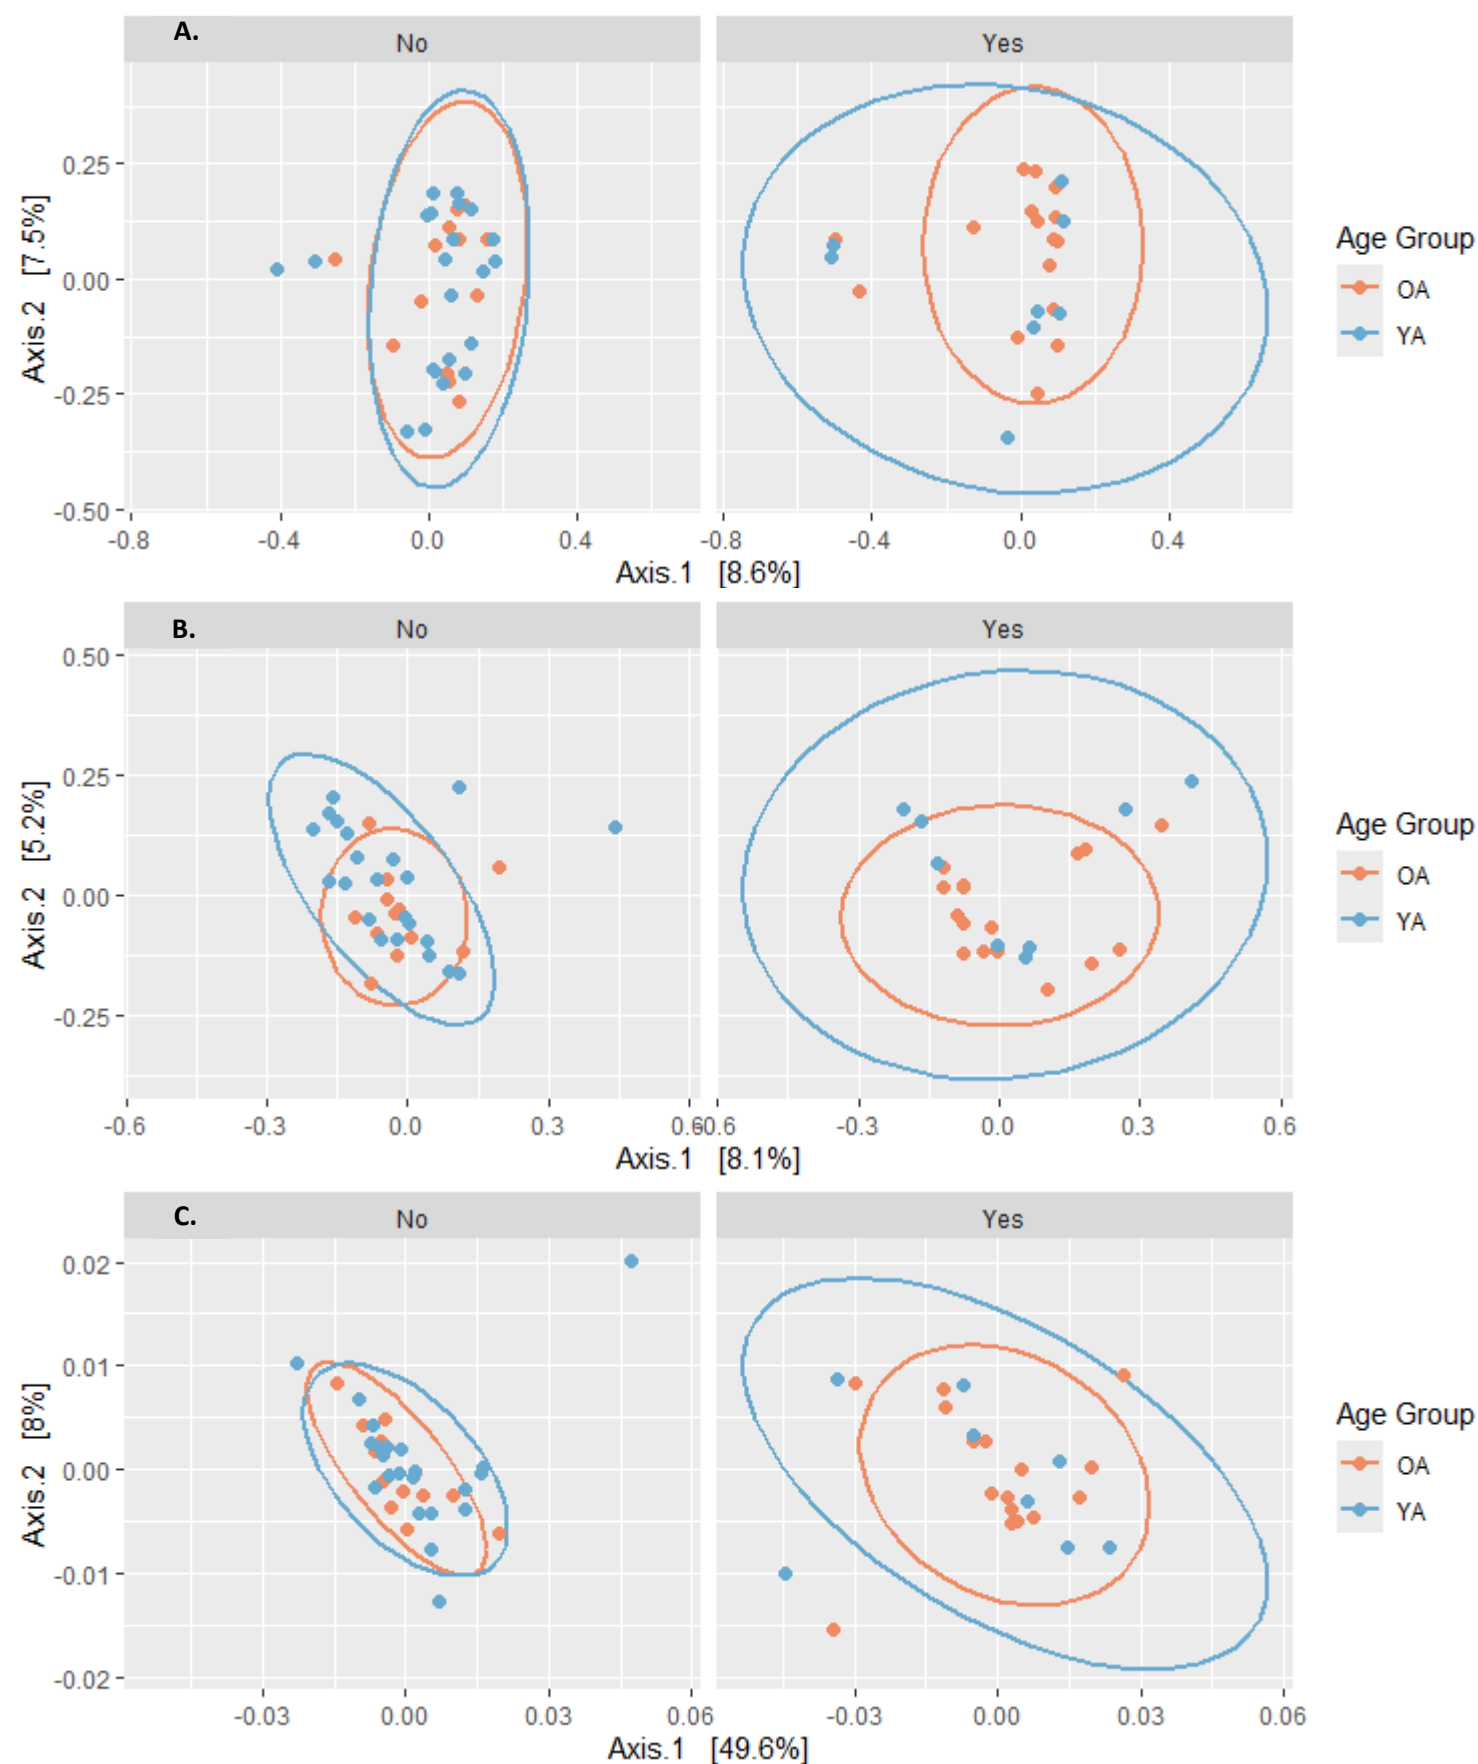 A.
No
Yes
0.25
0.00
-0.25
-0.50
Axis.2 [7.5%]
-0.8
-0.4
0.0
0.4
-0.8
-0.4
0.0
0.4
Axis.1 [8.6%]
Age Group
OA
YA
B.
No
Yes
0.50
0.25
0.00
-0.25
Axis.2 [5.2%]
-0.6
-0.3
0.0
0.3
0.6
0.6
-0.3
0.0
0.3
0.6
Axis.1 [8.1%]
Age Group
OA
YA
C.
No
Yes
0.02
0.01
0.00
-0.01
-0.02
Axis.2 [8%]
-0.03
0.00
0.03
0.06
-0.03
0.00
0.03
0.06
Axis.1 [49.6%]
Age Group
OA
YA